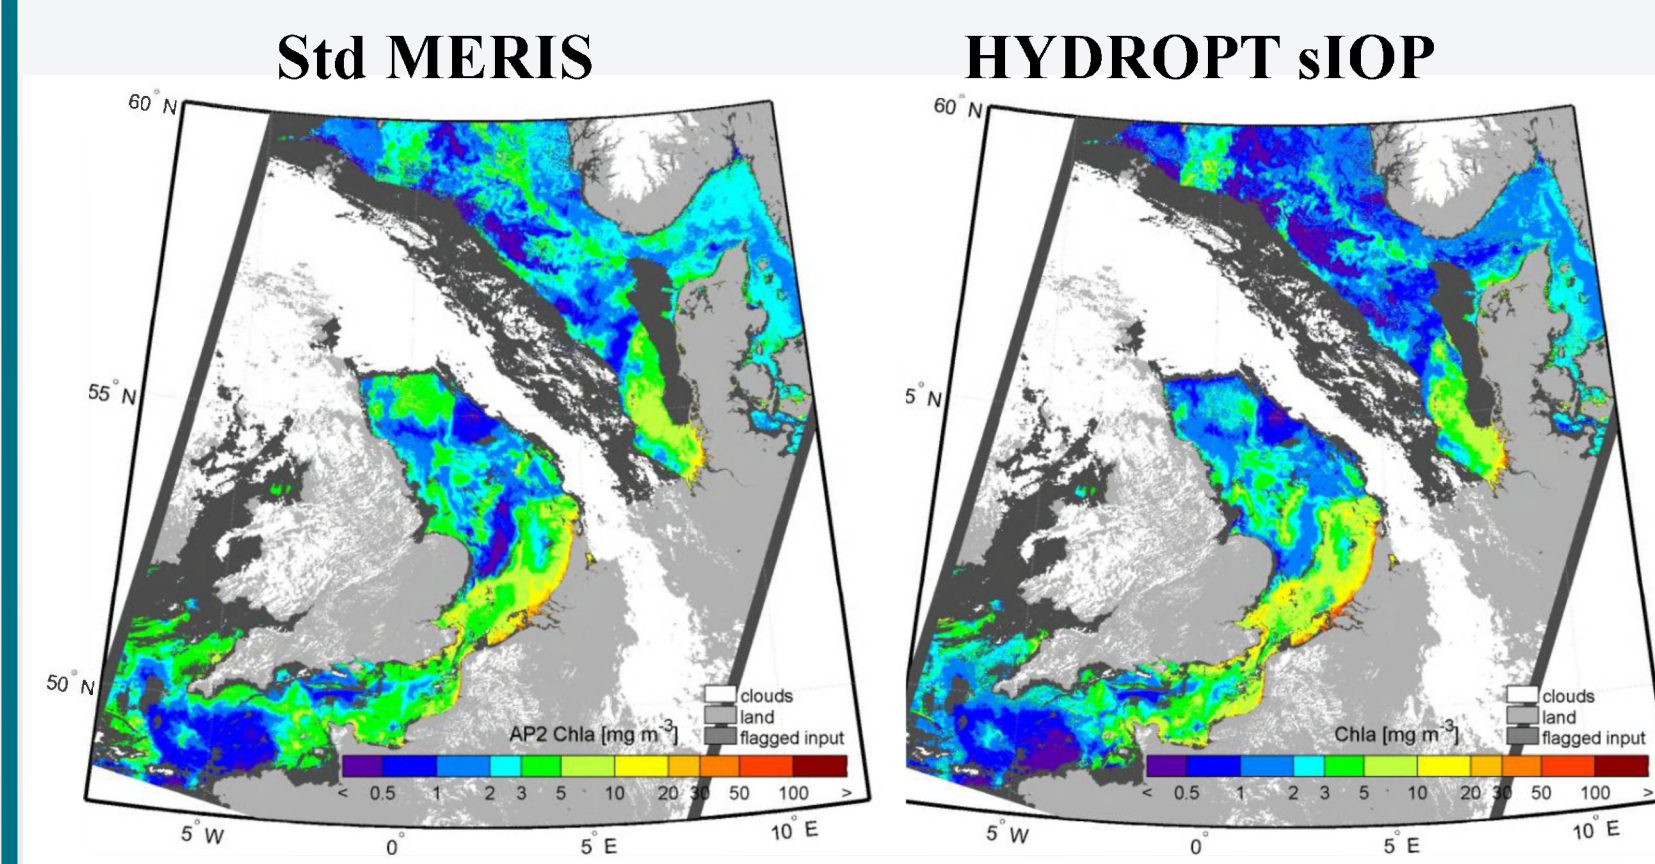 Std MERIS
HYDROPT sIOP
60° N
60° N
55° N
5° N
50° N
clouds
land
flagged input
AP2 Chla [mg m-3]
< 0.5 1 2 3 5 10 20 30 50 100 >
clouds
land
flagged input
Chla [mg m-3]
< 0.5 1 2 3 5 10 20 30 50 100 >
5° W 0° 5° E 10° E
5° W 0° 5° E 10° E